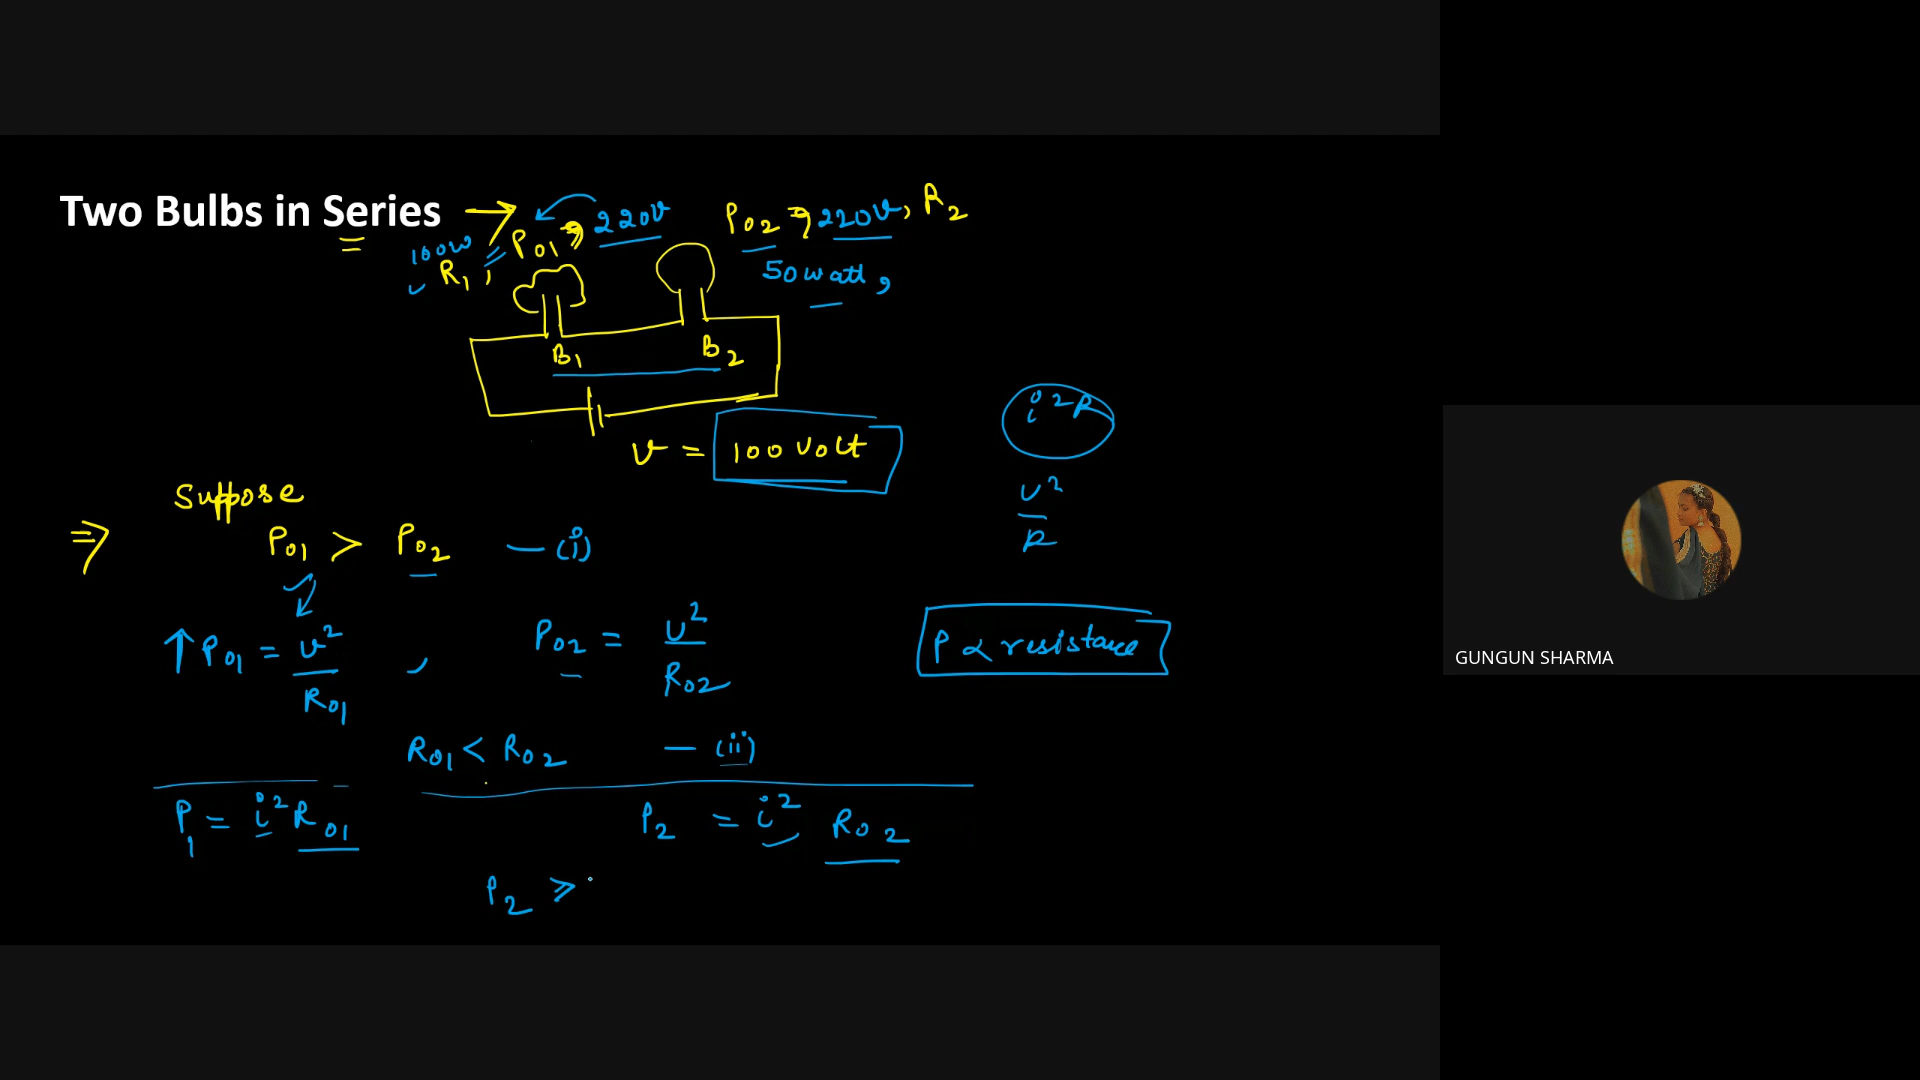 Two Bulbs in Series → P01, 220V P02, 220V, R2
100W R1, 50 watt,
B1 B2
V = 100 Volt
i²R
V²/R
Suppose
⇒ P01 > P02 — (i)
↑P01 = V²/R01 , P02 = V²/R02
P ∝ resistance
GUNGUN SHARMA
R01 < R02 — (ii)
P1 = i²R01 P2 = i² R02
P2 >